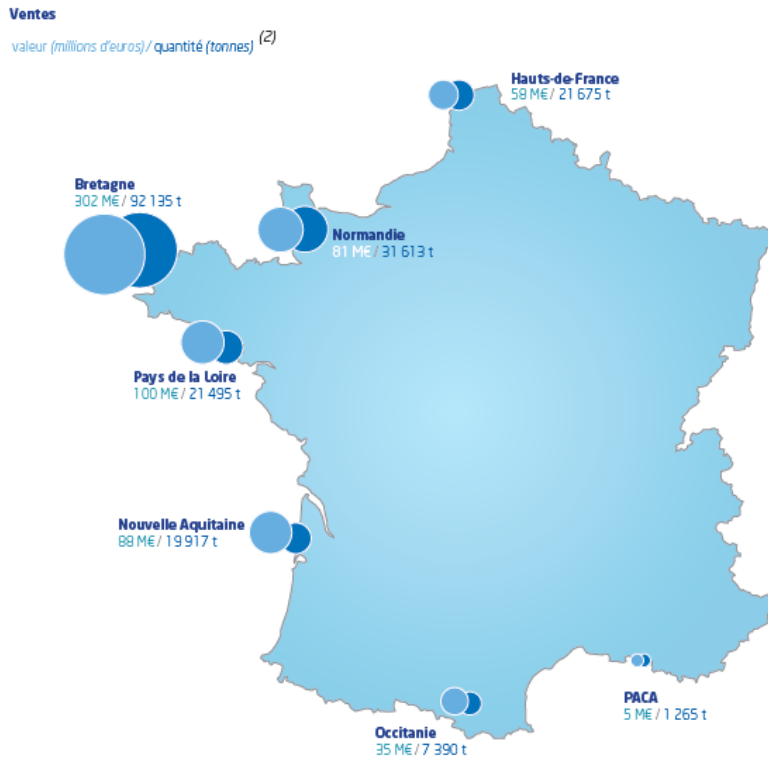 Ventes
valeur (millions d'euros)/ quantité (tonnes) (2)
Hauts-de-France
58 M€/ 21 675 t
Bretagne
302 M€/ 92 135 t
Normandie
81 M€/ 31 613 t
Pays de la Loire
100 M€/ 21 495 t
Nouvelle Aquitaine
88 M€/ 19 917 t
PACA
5 M€/ 1 265 t
Occitanie
35 M€/ 7 390 t